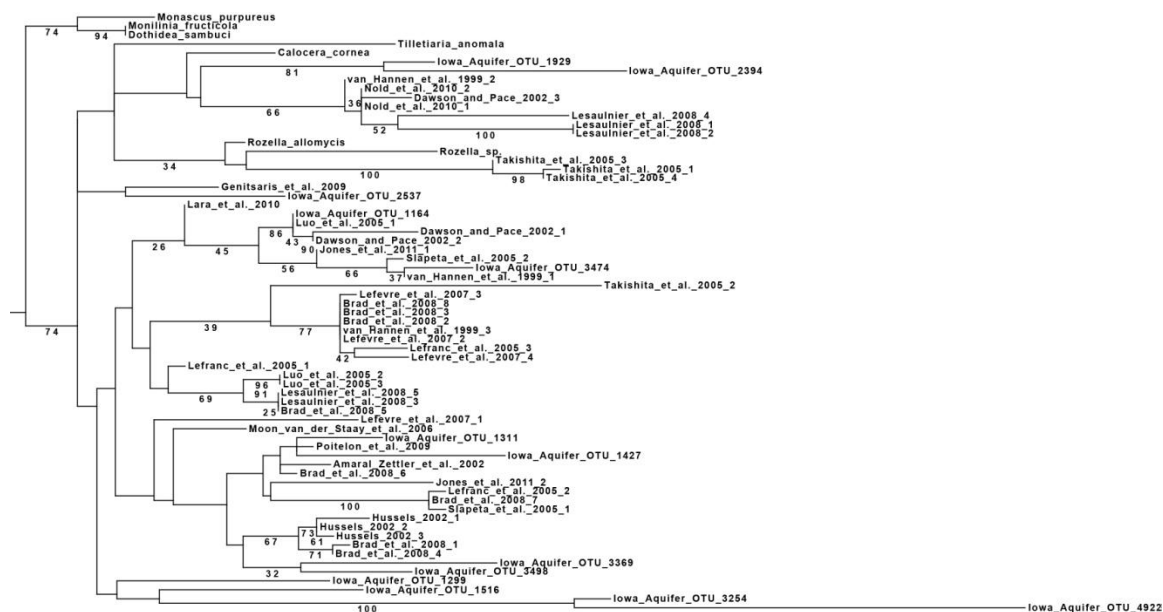 Monascus_purpureus
74
Monilinia_fructicola
94
Dothidea_sambuci
Tilletiaria_anomala
Calocera_cornea
Iowa_Aquifer_OTU_1929
81
Iowa_Aquifer_OTU_2394
van_Hannen_et_al._1999_2
Nold_et_al._2010_2
Dawson_and_Pace_2002_3
66
36
Nold_et_al._2010_1
Lesaulnier_et_al._2008_4
52
Lesaulnier_et_al._2008_1
100
Lesaulnier_et_al._2008_2
Rozella_allomycis
Rozella_sp.
34
Takishita_et_al._2005_3
100
Takishita_et_al._2005_1
98
Takishita_et_al._2005_4
Genitsaris_et_al._2009
Iowa_Aquifer_OTU_2537
Lara_et_al._2010
Iowa_Aquifer_OTU_1164
Luo_et_al._2005_1
86
Dawson_and_Pace_2002_1
43
Dawson_and_Pace_2002_2
26
45
90
Jones_et_al._2011_1
Slapeta_et_al._2005_2
56
66
Iowa_Aquifer_OTU_3474
37
van_Hannen_et_al._1999_1
Takishita_et_al._2005_2
Lefevre_et_al._2007_3
Brad_et_al._2008_8
Brad_et_al._2008_3
Brad_et_al._2008_2
74
39
77
van_Hannen_et_al._1999_3
Lefevre_et_al._2007_2
Lefranc_et_al._2005_3
42
Lefevre_et_al._2007_4
Lefranc_et_al._2005_1
Luo_et_al._2005_2
96
Luo_et_al._2005_3
91
Lesaulnier_et_al._2008_5
69
Lesaulnier_et_al._2008_3
25
Brad_et_al._2008_5
Lefevre_et_al._2007_1
Moon_van_der_Staay_et_al._2006
Iowa_Aquifer_OTU_1311
Poitelon_et_al._2009
Iowa_Aquifer_OTU_1427
Amaral_Zettler_et_al._2002
Brad_et_al._2008_6
Jones_et_al._2011_2
Lefranc_et_al._2005_2
100
Brad_et_al._2008_7
Slapeta_et_al._2005_1
Hussels_2002_1
Hussels_2002_2
73
Hussels_2002_3
67
61
Brad_et_al._2008_1
71
Brad_et_al._2008_4
Iowa_Aquifer_OTU_3369
32
Iowa_Aquifer_OTU_3498
Iowa_Aquifer_OTU_1299
Iowa_Aquifer_OTU_1516
Iowa_Aquifer_OTU_3254
100
Iowa_Aquifer_OTU_4922